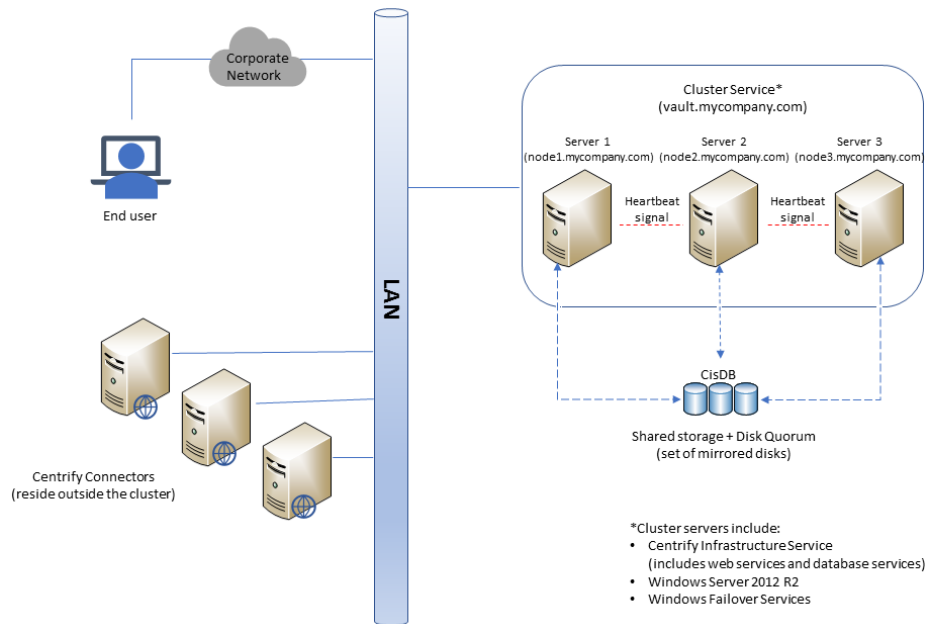 Corporate
Network
End user
LAN
Centrify Connectors
(reside outside the cluster)
Cluster Service*
(vault.mycompany.com)
Server 1
(node1.mycompany.com)
Server 2
(node2.mycompany.com)
Server 3
(node3.mycompany.com)
Heartbeat
signal
Heartbeat
signal
CisDB
Shared storage + Disk Quorum
(set of mirrored disks)
*Cluster servers include:
• Centrify Infrastructure Service
(includes web services and database services)
• Windows Server 2012 R2
• Windows Failover Services